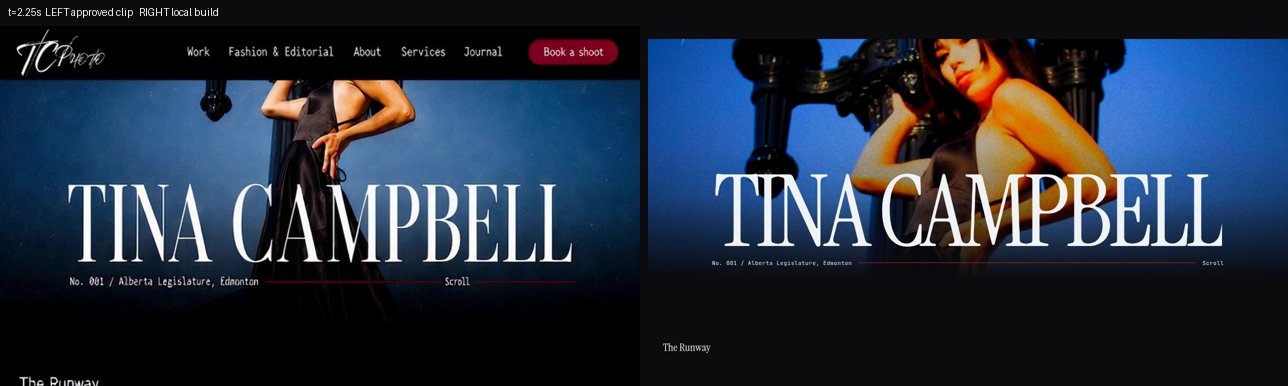 t=2.25s LEFT approved clip RIGHT local build
TC Photo
Work Fashion & Editorial About Services Journal Book a shoot
TINA CAMPBELL
No. 001 / Alberta Legislature, Edmonton Scroll
The Runway
TINA CAMPBELL
No. 001 / Alberta Legislature, Edmonton Scroll
The Runway